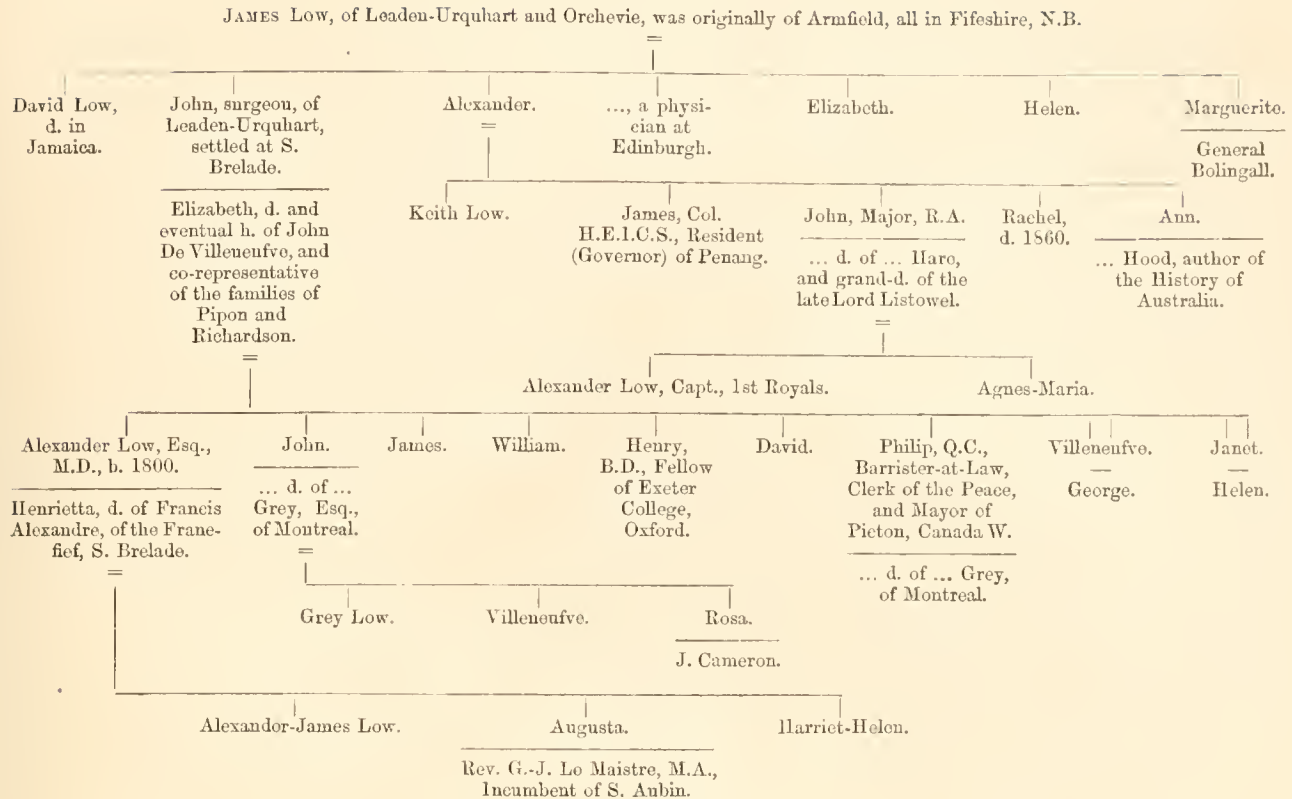 JAMES LOW, of Leaden-Urquhart and Orchevie, was originally of Armfield, all in Fifeshire, N.B.
=
David Low,
d. in
Jamaica.
John, surgeon, of
Leaden-Urquhart,
settled at S.
Brelade.
Elizabeth, d. and
eventual h. of John
De Villeneufve, and
co-representative
of the families of
Pipon and
Richardson.
=
Alexander.
=
..., a physi-
cian at
Edinburgh.
Elizabeth.
Helen.
Marguerite.
General
Bolingall.
Keith Low.
James, Col.
H.E.I.C.S., Resident
(Governor) of Penang.
John, Major, R.A.
... d. of ... Hare,
and grand-d. of the
late Lord Listowel.
=
Rachel,
d. 1860.
Ann.
... Hood, author of
the History of
Australia.
Alexander Low, Capt., 1st Royals.
Agnes-Maria.
Alexander Low, Esq.,
M.D., b. 1800.
Henrietta, d. of Francis
Alexandre, of the Franc-
fief, S. Brelade.
=
John.
... d. of ...
Grey, Esq.,
of Montreal.
=
James.
William.
Henry,
B.D., Fellow
of Exeter
College,
Oxford.
David.
Philip, Q.C.,
Barrister-at-Law,
Clerk of the Peace,
and Mayor of
Picton, Canada W.
... d. of ... Grey,
of Montreal.
Villeneufve.
—
George.
Janet.
—
Helen.
Grey Low.
Villeneufve.
Rosa.
J. Cameron.
Alexander-James Low.
Augusta.
Rev. G.-J. Le Maistre, M.A.,
Incumbent of S. Aubin.
Harriet-Helen.